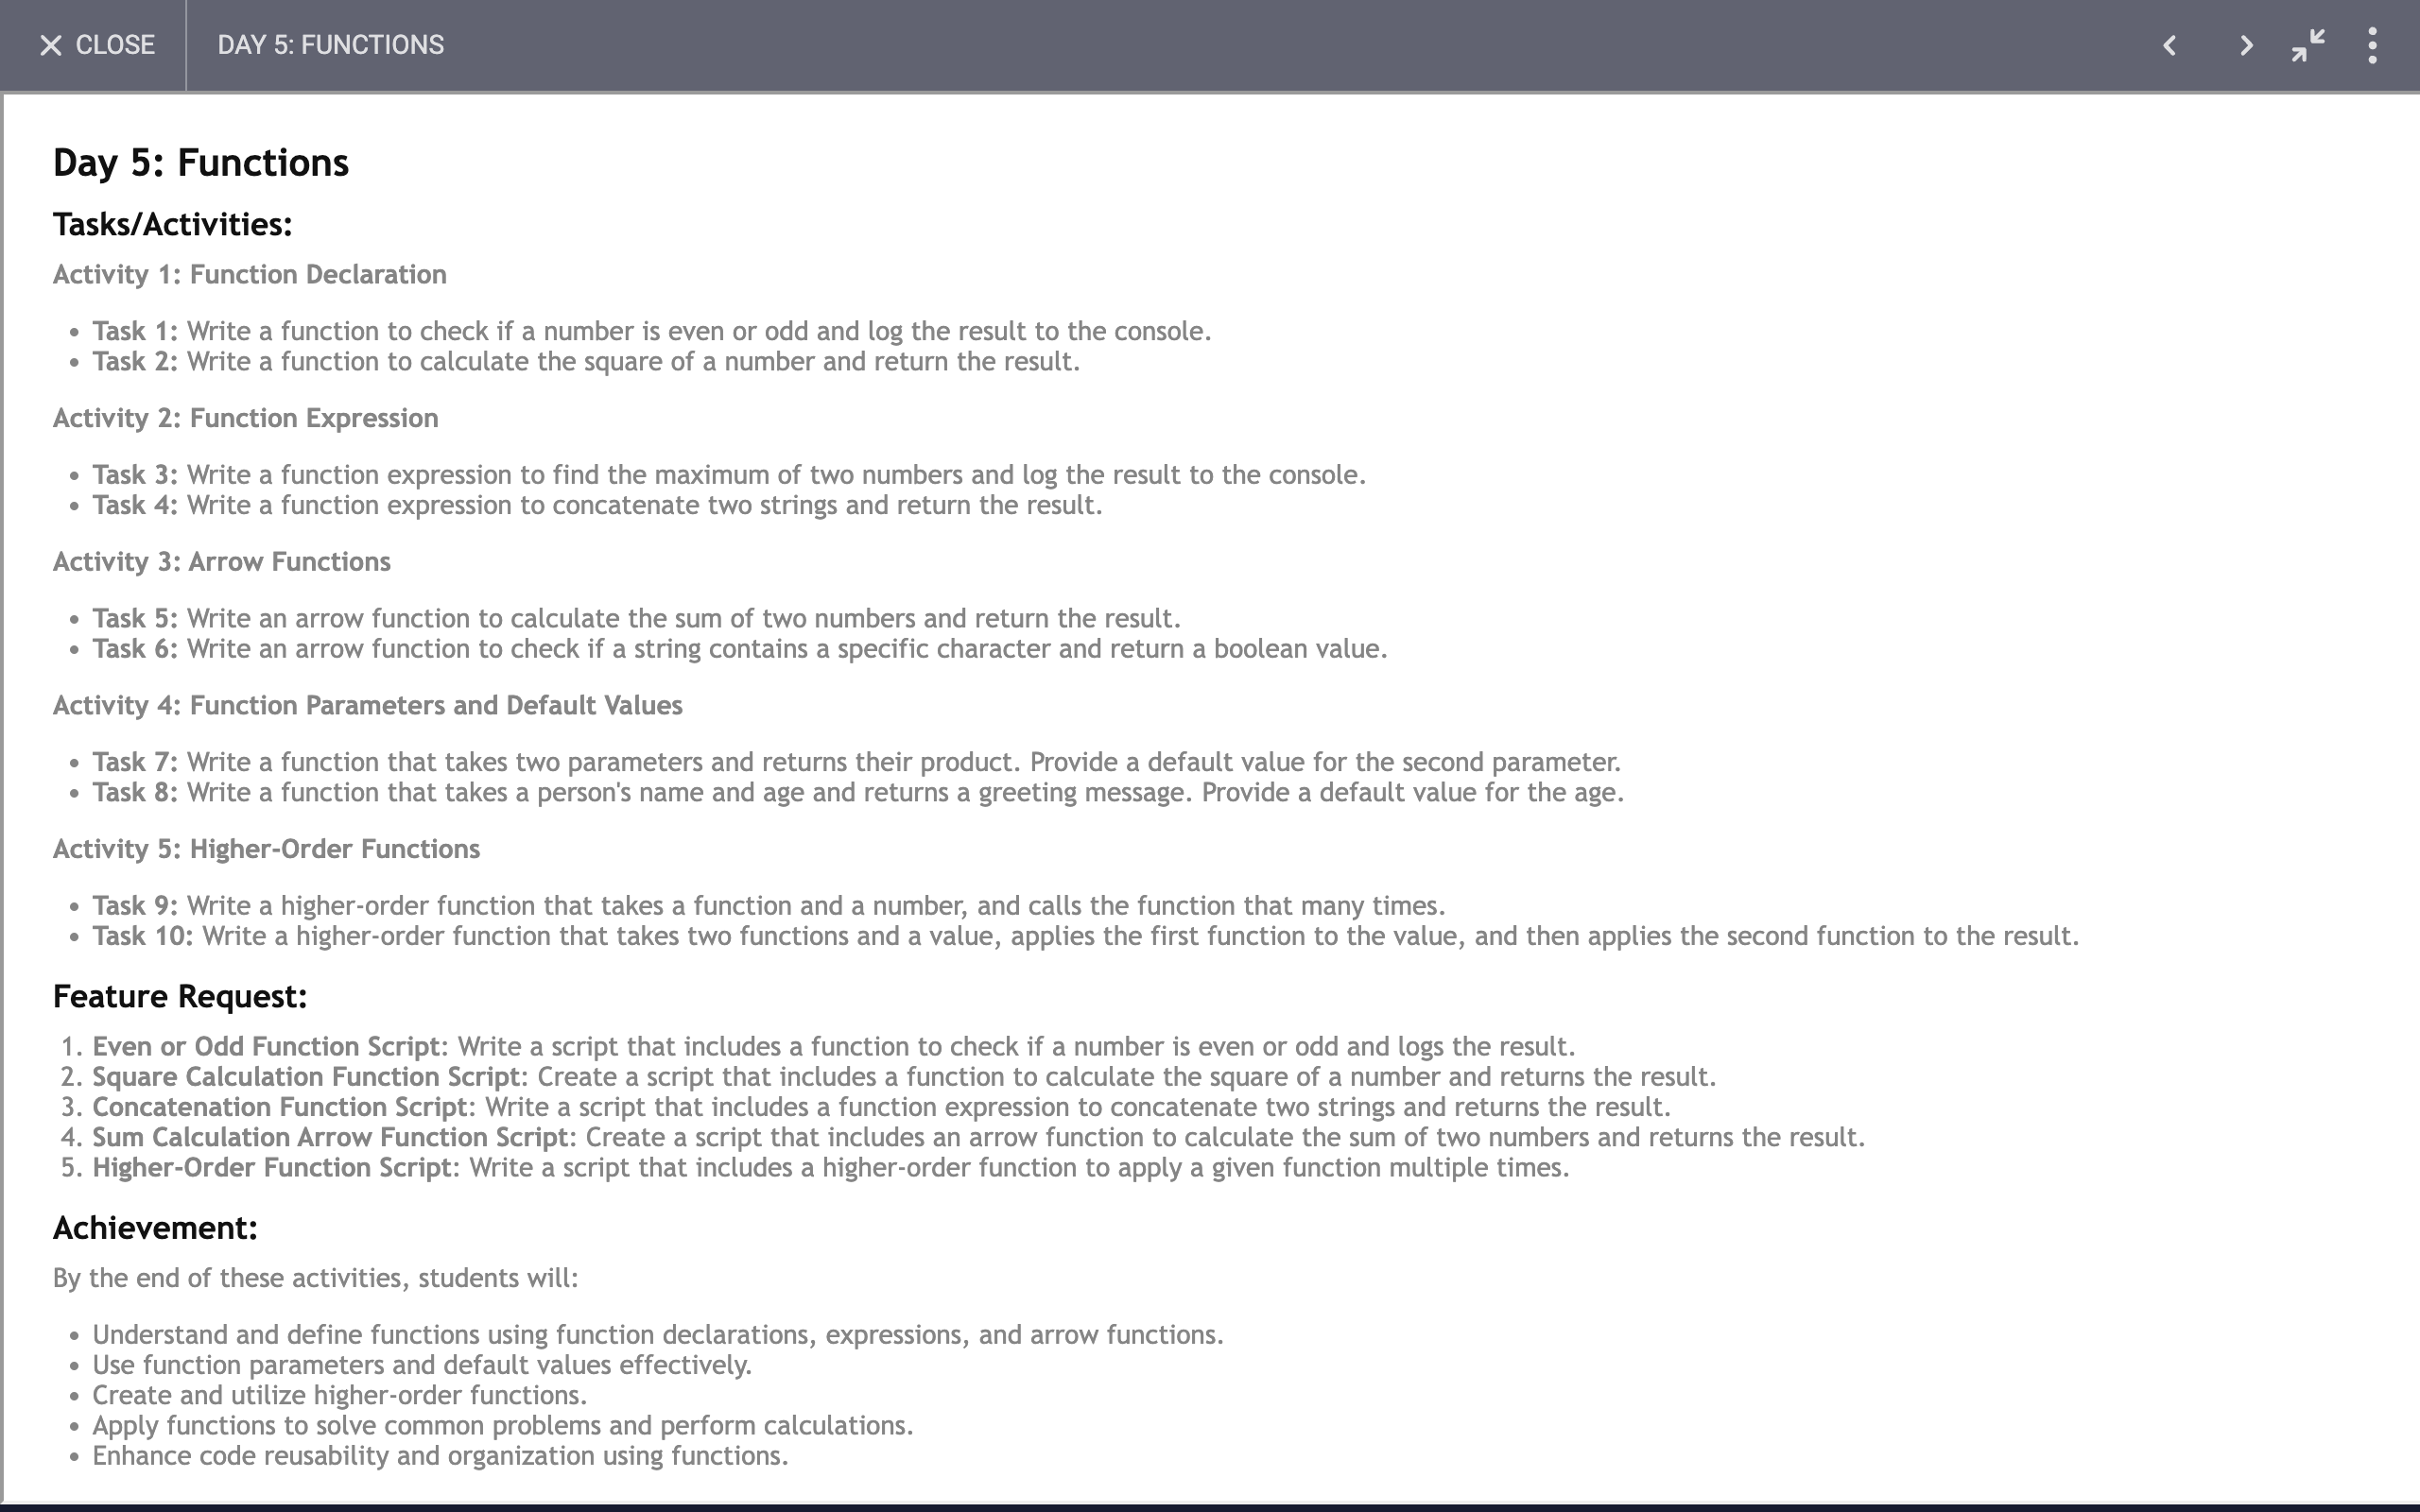 CLOSE
DAY 5: FUNCTIONS
Day 5: Functions
Tasks/Activities:
Activity 1: Function Declaration
• Task 1: Write a function to check if a number is even or odd and log the result to the console.
• Task 2: Write a function to calculate the square of a number and return the result.
Activity 2: Function Expression
• Task 3: Write a function expression to find the maximum of two numbers and log the result to the console.
• Task 4: Write a function expression to concatenate two strings and return the result.
Activity 3: Arrow Functions
• Task 5: Write an arrow function to calculate the sum of two numbers and return the result.
• Task 6: Write an arrow function to check if a string contains a specific character and return a boolean value.
Activity 4: Function Parameters and Default Values
• Task 7: Write a function that takes two parameters and returns their product. Provide a default value for the second parameter.
• Task 8: Write a function that takes a person's name and age and returns a greeting message. Provide a default value for the age.
Activity 5: Higher-Order Functions
• Task 9: Write a higher-order function that takes a function and a number, and calls the function that many times.
• Task 10: Write a higher-order function that takes two functions and a value, applies the first function to the value, and then applies the second function to the result.
Feature Request:
1. Even or Odd Function Script: Write a script that includes a function to check if a number is even or odd and logs the result.
2. Square Calculation Function Script: Create a script that includes a function to calculate the square of a number and returns the result.
3. Concatenation Function Script: Write a script that includes a function expression to concatenate two strings and returns the result.
4. Sum Calculation Arrow Function Script: Create a script that includes an arrow function to calculate the sum of two numbers and returns the result.
5. Higher-Order Function Script: Write a script that includes a higher-order function to apply a given function multiple times.
Achievement:
By the end of these activities, students will:
• Understand and define functions using function declarations, expressions, and arrow functions.
• Use function parameters and default values effectively.
• Create and utilize higher-order functions.
• Apply functions to solve common problems and perform calculations.
• Enhance code reusability and organization using functions.